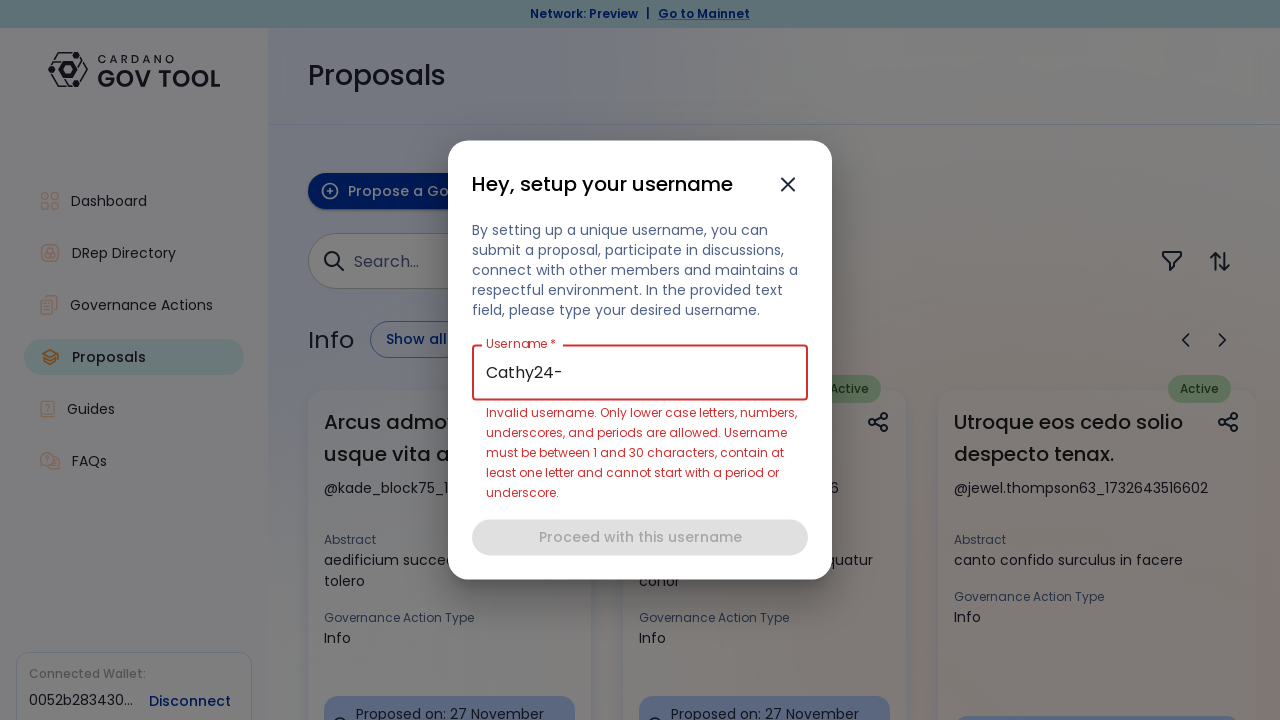 Network: Preview | Go to Mainnet
CARDANO
GOV TOOL
Proposals
Dashboard
DRep Directory
Governance Actions
Proposals
Guides
FAQs
Connected Wallet:
0052b283430...
Disconnect
Propose a Go
Search...
Info
Show all
Hey, setup your username
By setting up a unique username, you can
submit a proposal, participate in discussions,
connect with other members and maintains a
respectful environment. In the provided text
field, please type your desired username.
Username *
Cathy24-
Invalid username. Only lower case letters, numbers,
underscores, and periods are allowed. Username
must be between 1 and 30 characters, contain at
least one letter and cannot start with a period or
underscore.
Proceed with this username
Arcus admo
usque vita a
@kade_block75_1
Abstract
aedificium succe
tolero
Governance Action Type
Info
Proposed on: 27 November
Active
6
quatur
conor
Governance Action Type
Info
Proposed on: 27 November
Active
Utroque eos cedo solio
despecto tenax.
@jewel.thompson63_1732643516602
Abstract
canto confido surculus in facere
Governance Action Type
Info